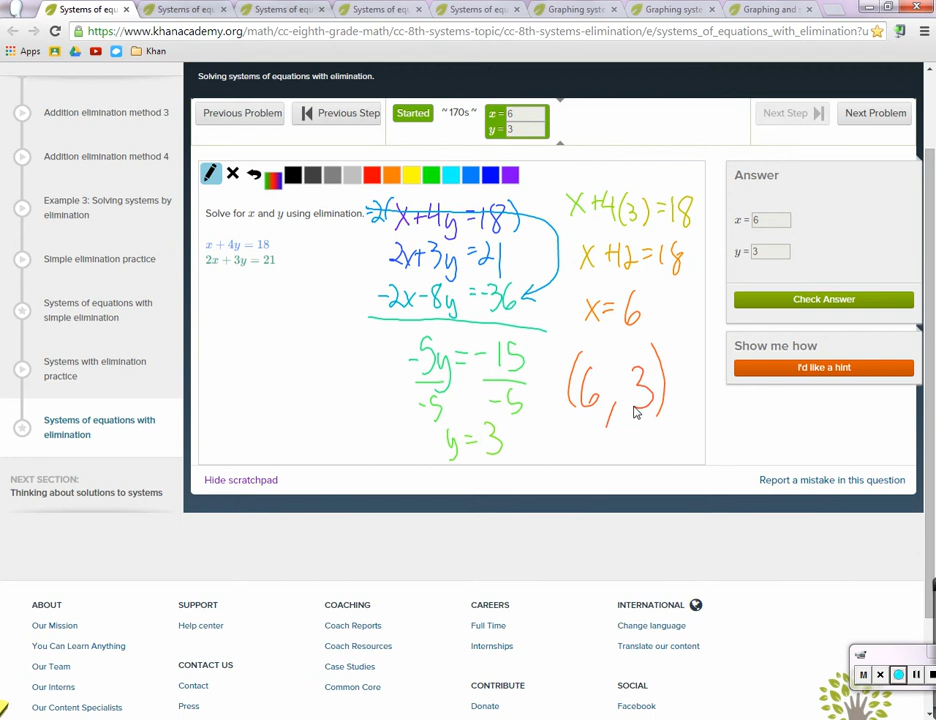 Systems of equ
Systems of equ
Systems of equ
Systems of equ
Systems of equ
Graphing syste
Graphing syste
Graphing and s
https://www.khanacademy.org/math/cc-eighth-grade-math/cc-8th-systems-topic/cc-8th-systems-elimination/e/systems_of_equations_with_elimination?u
Apps
Khan
Addition elimination method 3
Addition elimination method 4
Example 3: Solving systems by
elimination
Simple elimination practice
Systems of equations with
simple elimination
Systems with elimination
practice
Systems of equations with
elimination
NEXT SECTION:
Thinking about solutions to systems
Solving systems of equations with elimination.
Previous Problem
Previous Step
Started
~ 170s ~
x = 6
y = 3
Next Step
Next Problem
Solve for x and y using elimination.
x + 4y = 18
2x + 3y = 21
-2(x+4y=18)
2x+3y=21
-2x-8y=-36
-5y=-15
-5 -5
y=3
x+4(3)=18
x+12=18
x=6
(6,3)
Hide scratchpad
Report a mistake in this question
Answer
x = 6
y = 3
Check Answer
Show me how
I'd like a hint
ABOUT
Our Mission
You Can Learn Anything
Our Team
Our Interns
Our Content Specialists
SUPPORT
Help center
CONTACT US
Contact
Press
COACHING
Coach Reports
Case Studies
Common Core
CAREERS
Full Time
Internships
CONTRIBUTE
Donate
INTERNATIONAL
Change language
Translate our content
SOCIAL
Facebook
M